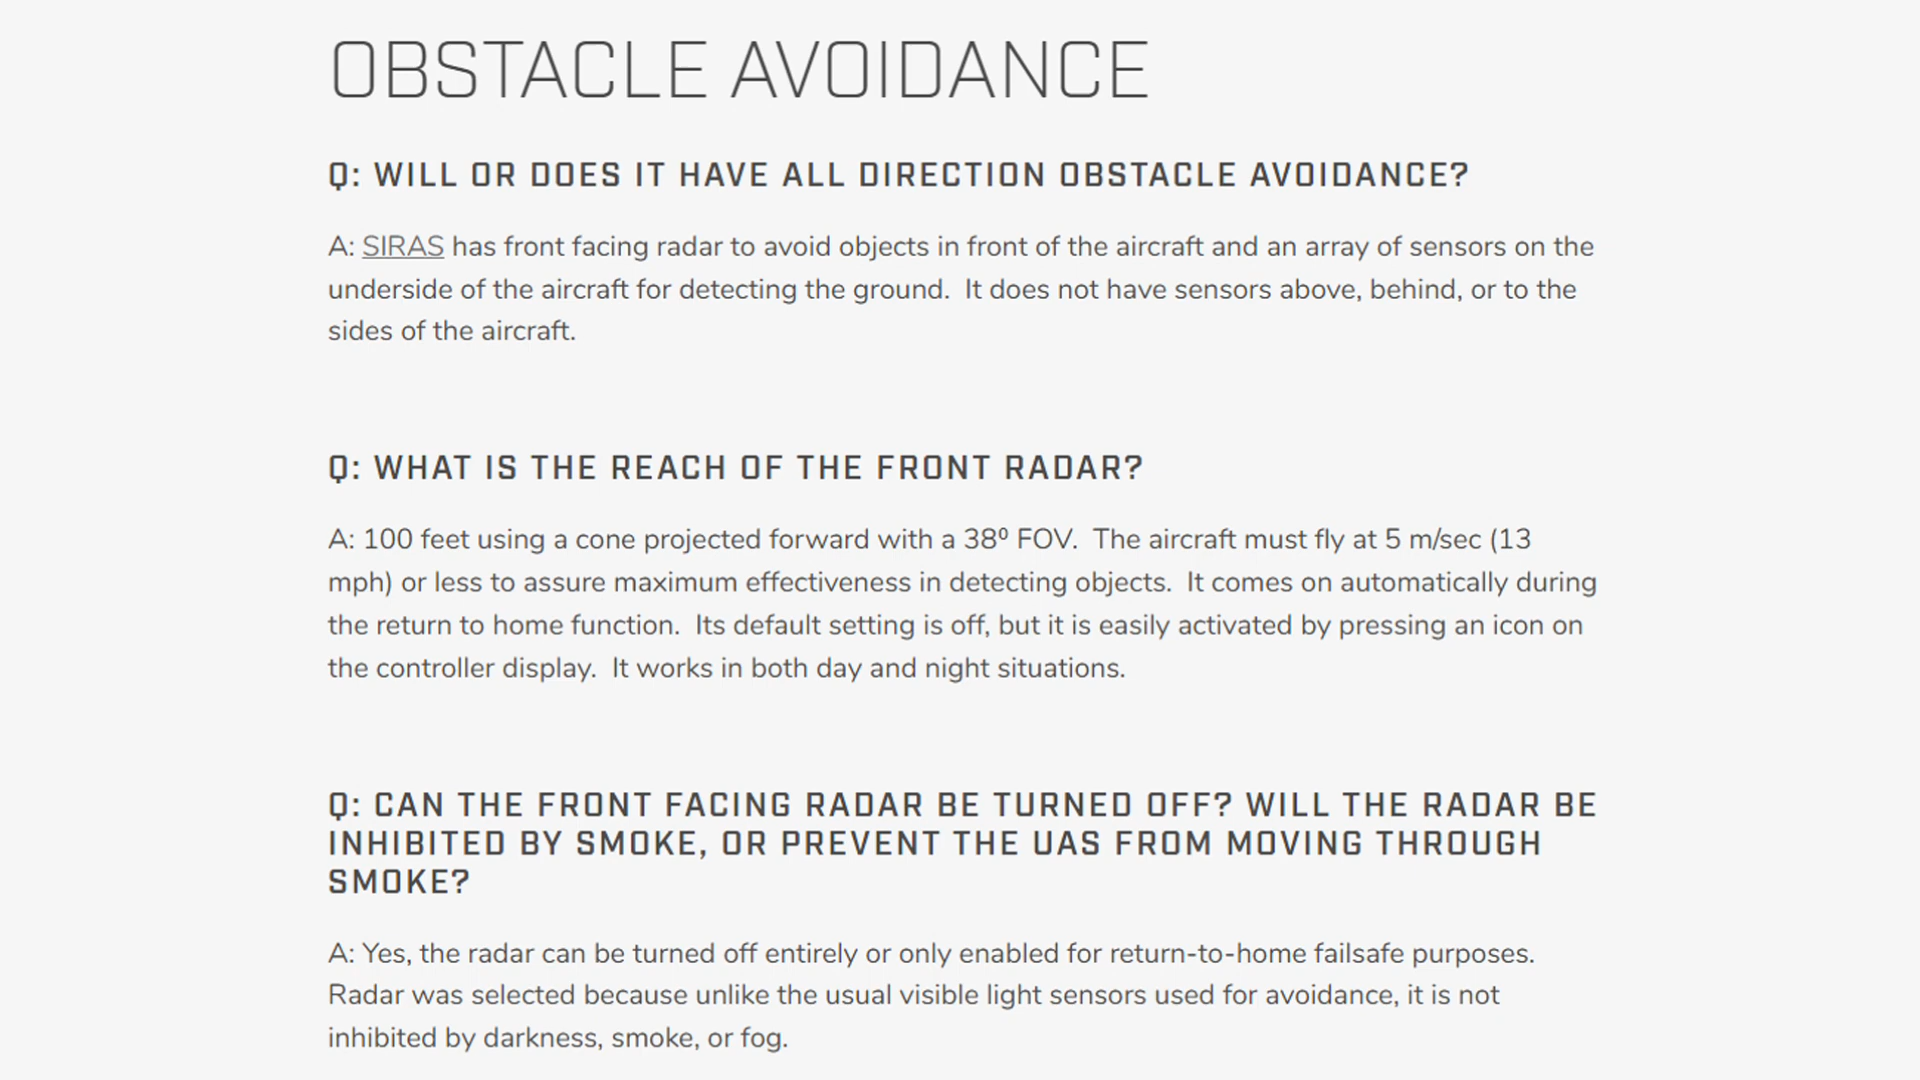 OBSTACLE AVOIDANCE
Q: WILL OR DOES IT HAVE ALL DIRECTION OBSTACLE AVOIDANCE?
A: SIRAS has front facing radar to avoid objects in front of the aircraft and an array of sensors on the
underside of the aircraft for detecting the ground.  It does not have sensors above, behind, or to the
sides of the aircraft.
Q: WHAT IS THE REACH OF THE FRONT RADAR?
A: 100 feet using a cone projected forward with a 38⁰ FOV.  The aircraft must fly at 5 m/sec (13
mph) or less to assure maximum effectiveness in detecting objects.  It comes on automatically during
the return to home function.  Its default setting is off, but it is easily activated by pressing an icon on
the controller display.  It works in both day and night situations.
Q: CAN THE FRONT FACING RADAR BE TURNED OFF? WILL THE RADAR BE
INHIBITED BY SMOKE, OR PREVENT THE UAS FROM MOVING THROUGH
SMOKE?
A: Yes, the radar can be turned off entirely or only enabled for return-to-home failsafe purposes.
Radar was selected because unlike the usual visible light sensors used for avoidance, it is not
inhibited by darkness, smoke, or fog.